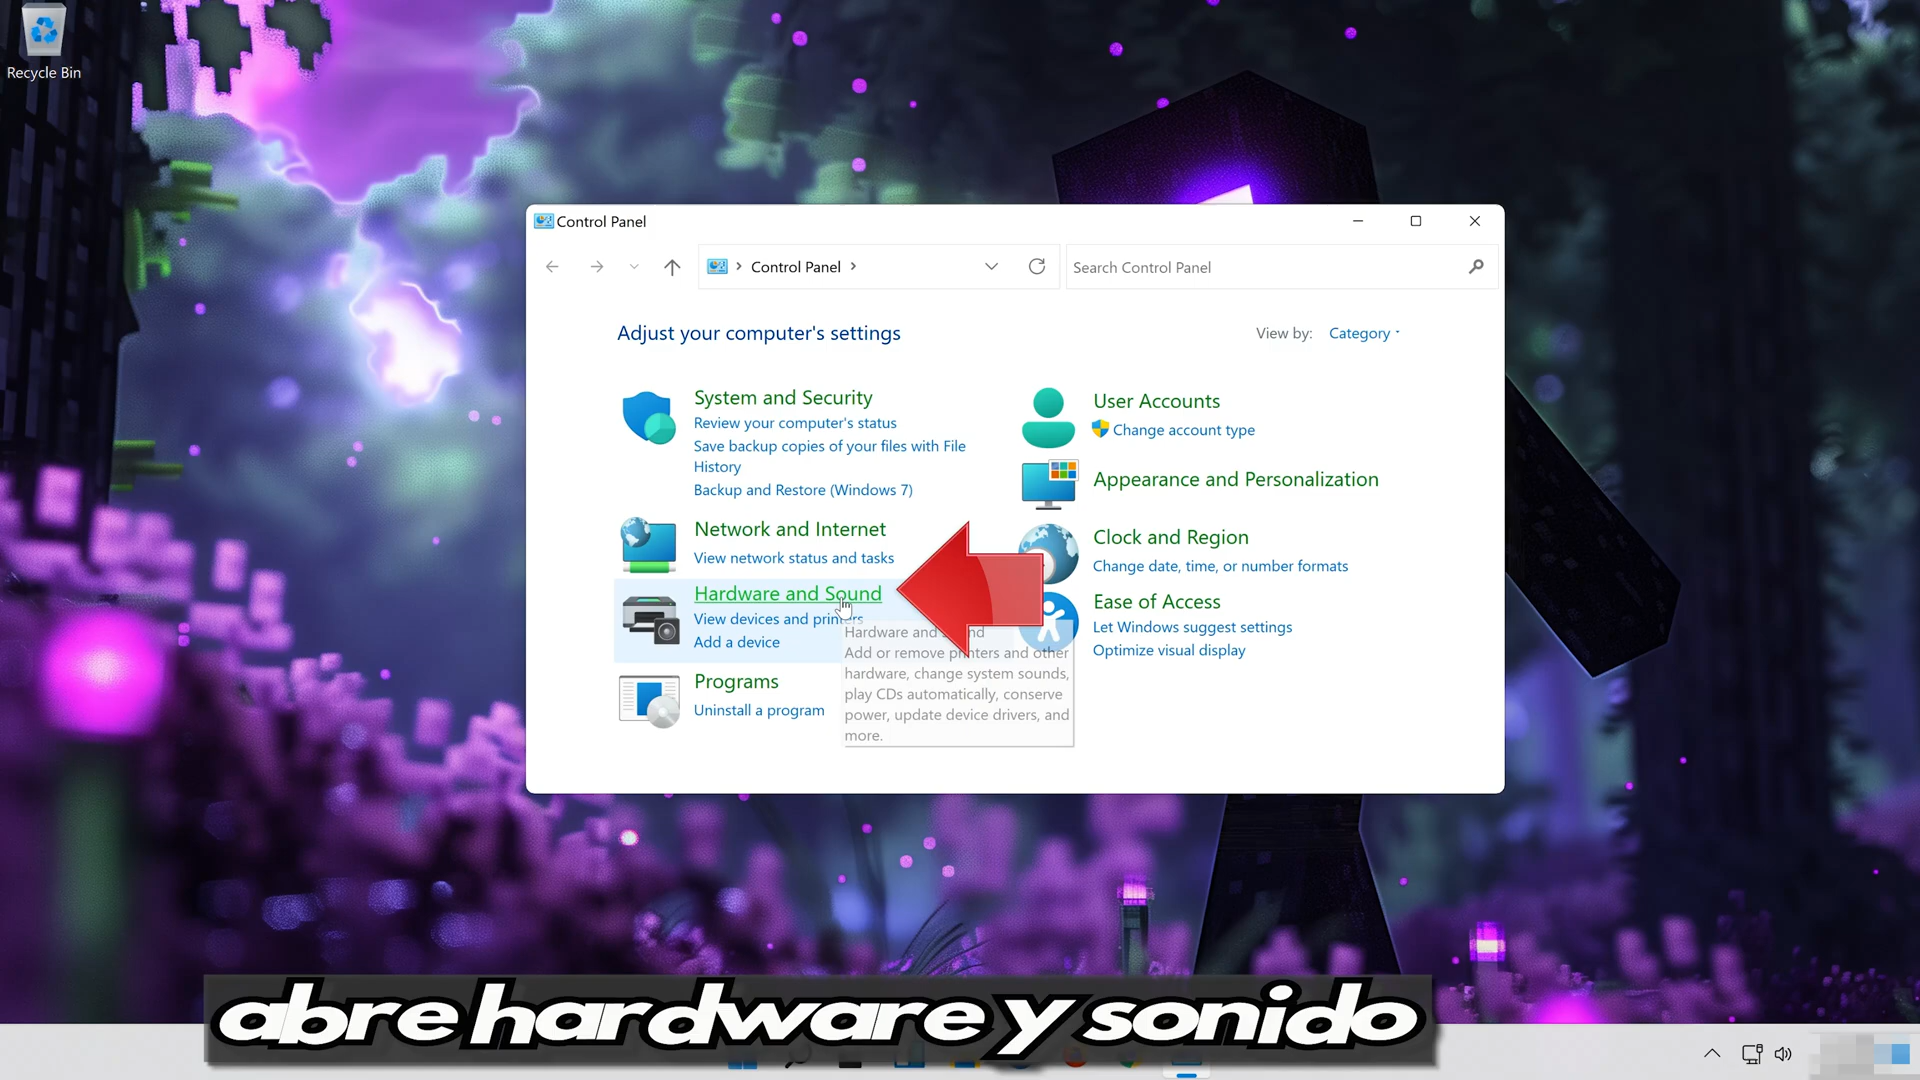 Recycle Bin
Control Panel
Control Panel
Search Control Panel
Adjust your computer's settings
View by: Category
System and Security
Review your computer's status
Save backup copies of your files with File
History
Backup and Restore (Windows 7)
Network and Internet
View network status and tasks
Hardware and Sound
View devices and printers
Add a device
Programs
Uninstall a program
User Accounts
Change account type
Appearance and Personalization
Clock and Region
Change date, time, or number formats
Ease of Access
Let Windows suggest settings
Optimize visual display
Hardware and Sound
Add or remove printers and other
hardware, change system sounds,
play CDs automatically, conserve
power, update device drivers, and
more.
abre hardware y sonido